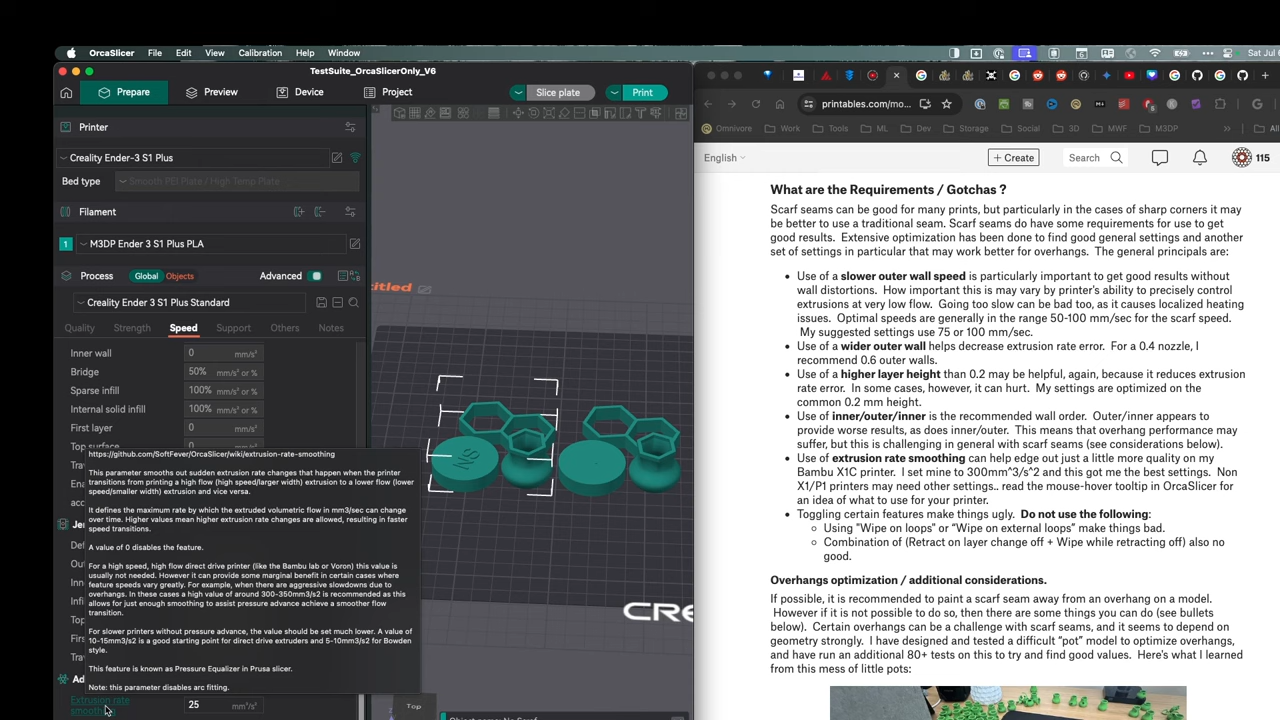 OrcaSlicer File Edit View Calibration Help Window
Sat Jul
TestSuite_OrcaSlicerOnly_V6
Prepare Preview Device Project Slice plate Print
Printer
Creality Ender-3 S1 Plus
Bed type Smooth PEI Plate / High Temp Plate
Filament
1 M3DP Ender 3 S1 Plus PLA
Process Global Objects Advanced
Creality Ender 3 S1 Plus Standard
Quality Strength Speed Support Others Notes
Inner wall 0 mm/s²
Bridge 50% mm/s² or %
Sparse infill 100% mm/s² or %
Internal solid infill 100% mm/s² or %
First layer 0 mm/s²
Top surface 0 mm/s²
https://github.com/SoftFever/OrcaSlicer/wiki/extrusion-rate-smoothing
This parameter smooths out sudden extrusion rate changes that happen when the printer
transitions from printing a high flow (high speed/larger width) extrusion to a lower flow (lower
speed/smaller width) extrusion and vice versa.
It defines the maximum rate by which the extruded volumetric flow in mm3/sec can change
over time. Higher values mean higher extrusion rate changes are allowed, resulting in faster
speed transitions.
A value of 0 disables the feature.
For a high speed, high flow direct drive printer (like the Bambu lab or Voron) this value is
usually not needed. However it can provide some marginal benefit in certain cases where
feature speeds vary greatly. For example, when there are aggressive slowdowns due to
overhangs. In these cases a high value of around 300-350mm3/s2 is recommended as this
allows for just enough smoothing to assist pressure advance achieve a smoother flow
transition.
For slower printers without pressure advance, the value should be set much lower. A value of
10-15mm3/s2 is a good starting point for direct drive extruders and 5-10mm3/s2 for Bowden
style.
This feature is known as Pressure Equalizer in Prusa slicer.
Note: this parameter disables arc fitting.
Extrusion rate
25 mm³/s²
NS
Top
printables.com/mo...
Omnivore Work Tools ML Dev Storage Social 3D MWF M3DP » All
English + Create Search 115
What are the Requirements / Gotchas ?
Scarf seams can be good for many prints, but particularly in the cases of sharp corners it may
be better to use a traditional seam. Scarf seams do have some requirements for use to get
good results. Extensive optimization has been done to find good general settings and another
set of settings in particular that may work better for overhangs. The general principals are:
• Use of a slower outer wall speed is particularly important to get good results without
wall distortions. How important this is may vary by printer's ability to precisely control
extrusions at very low flow. Going too slow can be bad too, as it causes localized heating
issues. Optimal speeds are generally in the range 50-100 mm/sec for the scarf speed.
My suggested settings use 75 or 100 mm/sec.
• Use of a wider outer wall helps decrease extrusion rate error. For a 0.4 nozzle, I
recommend 0.6 outer walls.
• Use of a higher layer height than 0.2 may be helpful, again, because it reduces extrusion
rate error. In some cases, however, it can hurt. My settings are optimized on the
common 0.2 mm height.
• Use of inner/outer/inner is the recommended wall order. Outer/inner appears to
provide worse results, as does inner/outer. This means that overhang performance may
suffer, but this is challenging in general with scarf seams (see considerations below).
• Use of extrusion rate smoothing can help edge out just a little more quality on my
Bambu X1C printer. I set mine to 300mm^3/s^2 and this got me the best settings. Non
X1/P1 printers may need other settings.. read the mouse-hover tooltip in OrcaSlicer for
an idea of what to use for your printer.
• Toggling certain features make things ugly. Do not use the following:
○ Using "Wipe on loops" or “Wipe on external loops” make things bad.
○ Combination of (Retract on layer change off + Wipe while retracting off) also no
good.
Overhangs optimization / additional considerations.
If possible, it is recommended to paint a scarf seam away from an overhang on a model.
However if it is not possible to do so, then there are some things you can do (see bullets
below). Certain overhangs can be a challenge with scarf seams, and it seems to depend on
geometry strongly. I have designed and tested a difficult “pot” model to optimize overhangs,
and have run an additional 80+ tests on this to try and find good values. Here's what I learned
from this mess of little pots: